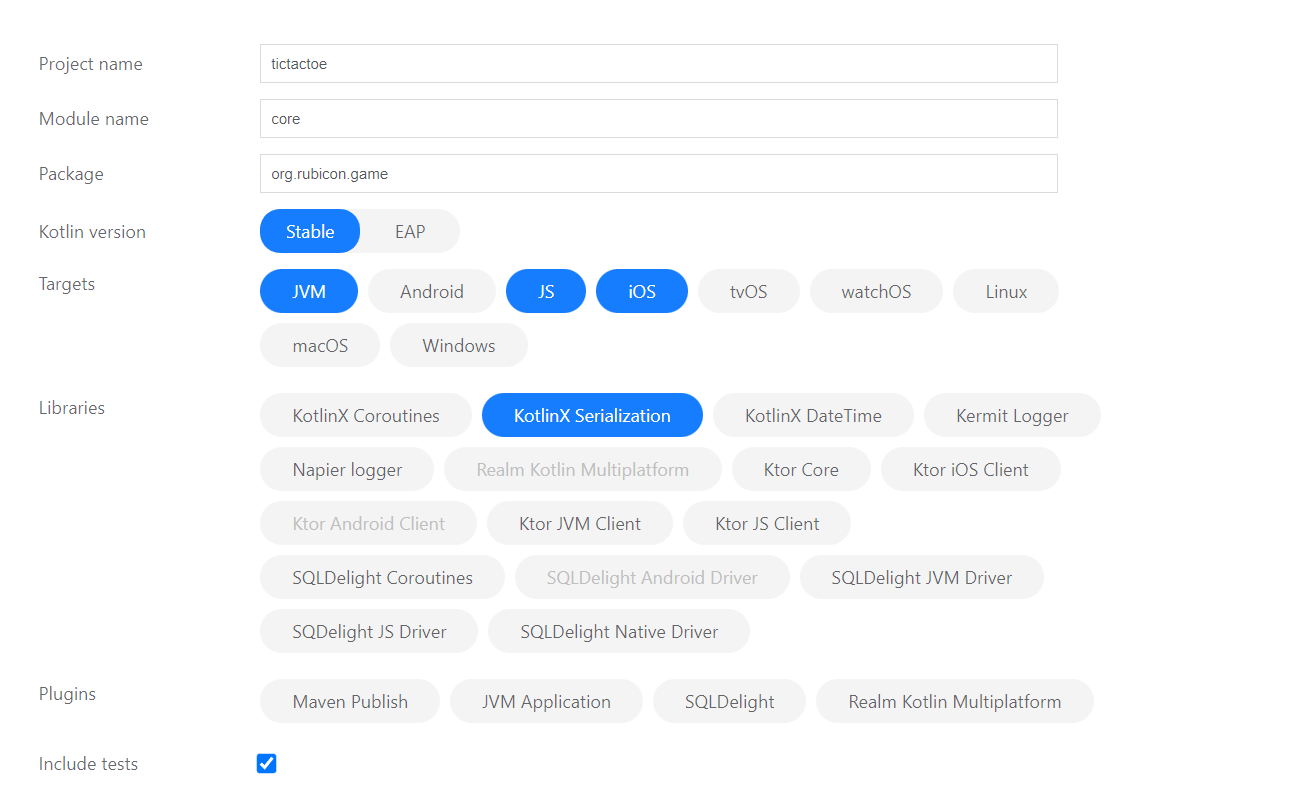 Project name tictactoe
Module name core
Package org.rubicon.game
Kotlin version Stable EAP
Targets JVM Android JS iOS tvOS watchOS Linux
macOS Windows
Libraries KotlinX Coroutines KotlinX Serialization KotlinX DateTime Kermit Logger
Napier logger Realm Kotlin Multiplatform Ktor Core Ktor iOS Client
Ktor Android Client Ktor JVM Client Ktor JS Client
SQLDelight Coroutines SQLDelight Android Driver SQLDelight JVM Driver
SQDelight JS Driver SQLDelight Native Driver
Plugins Maven Publish JVM Application SQLDelight Realm Kotlin Multiplatform
Include tests